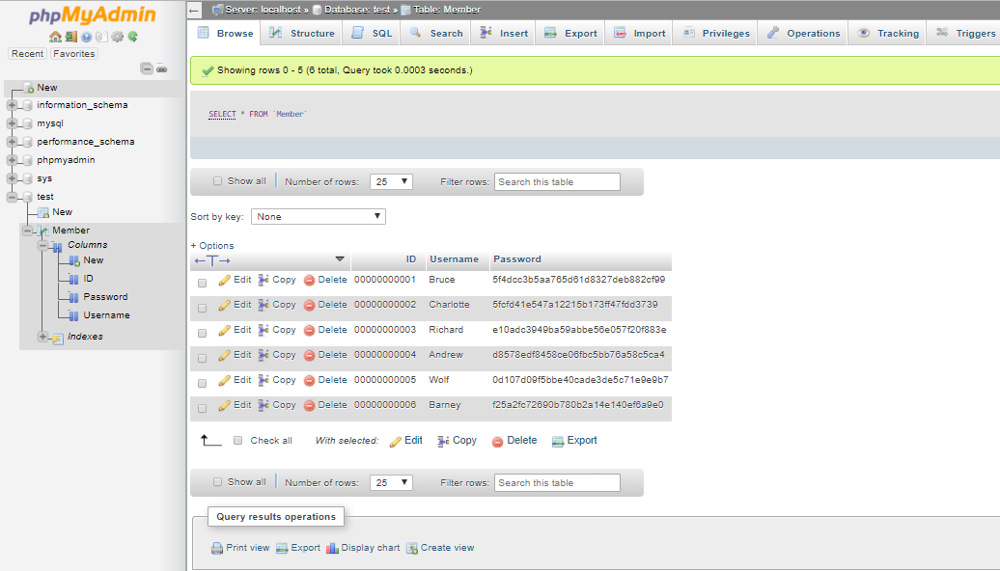 phpMyAdmin
Recent Favorites
New
information_schema
mysql
performance_schema
phpmyadmin
sys
test
New
Member
Columns
New
ID
Password
Username
Indexes
Server: localhost » Database: test » Table: Member
Browse Structure SQL Search Insert Export Import Privileges Operations Tracking Triggers
Showing rows 0 - 5 (6 total, Query took 0.0003 seconds.)
SELECT * FROM `Member`
Show all Number of rows: 25 Filter rows: Search this table
Sort by key: None
+ Options
←T→ ID Username Password
Edit Copy Delete 00000000001 Bruce 5f4dcc3b5aa765d61d8327deb882cf99
Edit Copy Delete 00000000002 Charlotte 5fcfd41e547a12215b173ff47fdd3739
Edit Copy Delete 00000000003 Richard e10adc3949ba59abbe56e057f20f883e
Edit Copy Delete 00000000004 Andrew d8578edf8458ce06fbc5bb76a58c5ca4
Edit Copy Delete 00000000005 Wolf 0d107d09f5bbe40cade3de5c71e9e9b7
Edit Copy Delete 00000000006 Barney f25a2fc72690b780b2a14e140ef6a9e0
Check all With selected: Edit Copy Delete Export
Show all Number of rows: 25 Filter rows: Search this table
Query results operations
Print view Export Display chart Create view